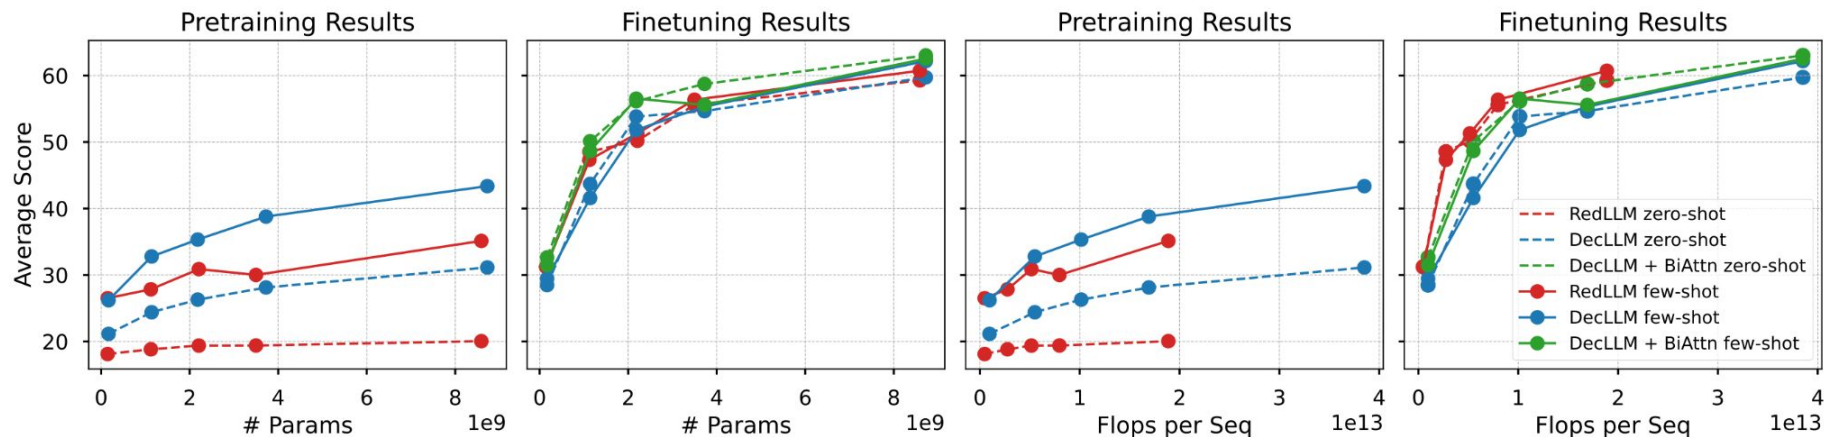 Pretraining Results
Average Score
60
50
40
30
20
0 2 4 6 8
# Params 1e9
Finetuning Results
0 2 4 6 8
# Params 1e9
Pretraining Results
0 1 2 3 4
Flops per Seq 1e13
Finetuning Results
RedLLM zero-shot
DecLLM zero-shot
DecLLM + BiAttn zero-shot
RedLLM few-shot
DecLLM few-shot
DecLLM + BiAttn few-shot
0 1 2 3 4
Flops per Seq 1e13